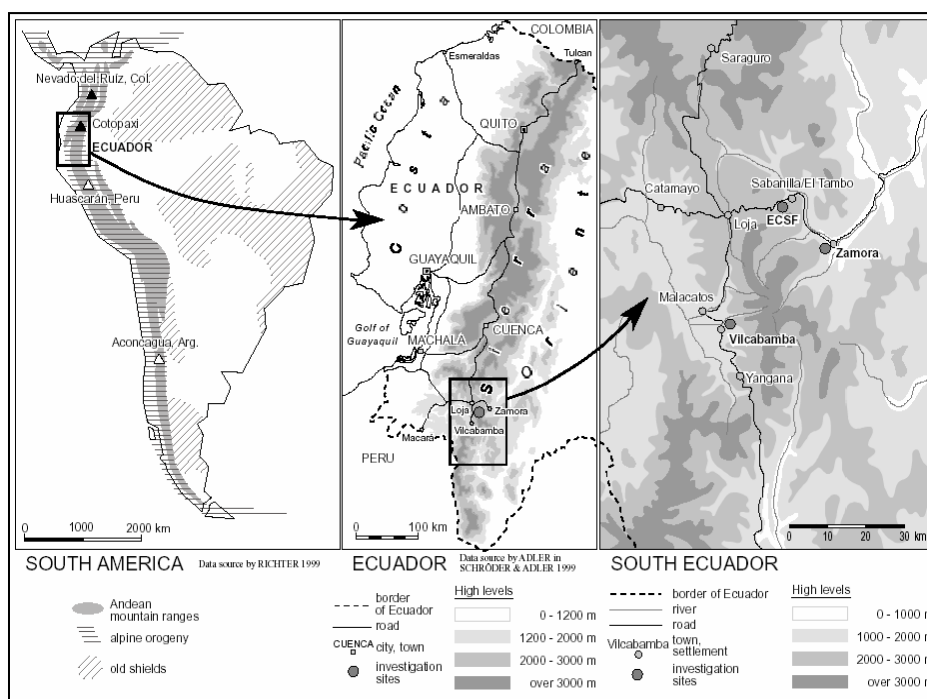 Nevado del Ruiz, Col.
Cotopaxi
ECUADOR
Huascarán, Peru
Aconcagua, Arg.
0 1000 2000 km
SOUTH AMERICA Data source by RICHTER 1999
Andean
mountain ranges
alpine orogeny
old shields
COLOMBIA
Esmeraldas
Tulcan
Pacific Ocean
QUITO
Costa
ECUADOR
AMBATO
Sierra
Oriente
GUAYAQUIL
Golf of
Guayaquil
CUENCA
MACHALA
Loja
Zamora
Vilcabamba
Macará
PERU
0 100 km
ECUADOR Data source by ADLER in
SCHRÖDER & ADLER 1999
border
of Ecuador
road
CUENCA city, town
investigation
sites
High levels
0 - 1200 m
1200 - 2000 m
2000 - 3000 m
over 3000 m
Saraguro
Catamayo
Sabanilla/El Tambo
Loja
ECSF
Zamora
Malacatos
Vilcabamba
Yangana
0 10 20 30 km
SOUTH ECUADOR
border of Ecuador
river
road
Vilcabamba town,
settlement
investigation
sites
High levels
0 - 1000 m
1000 - 2000 m
2000 - 3000 m
over 3000 m